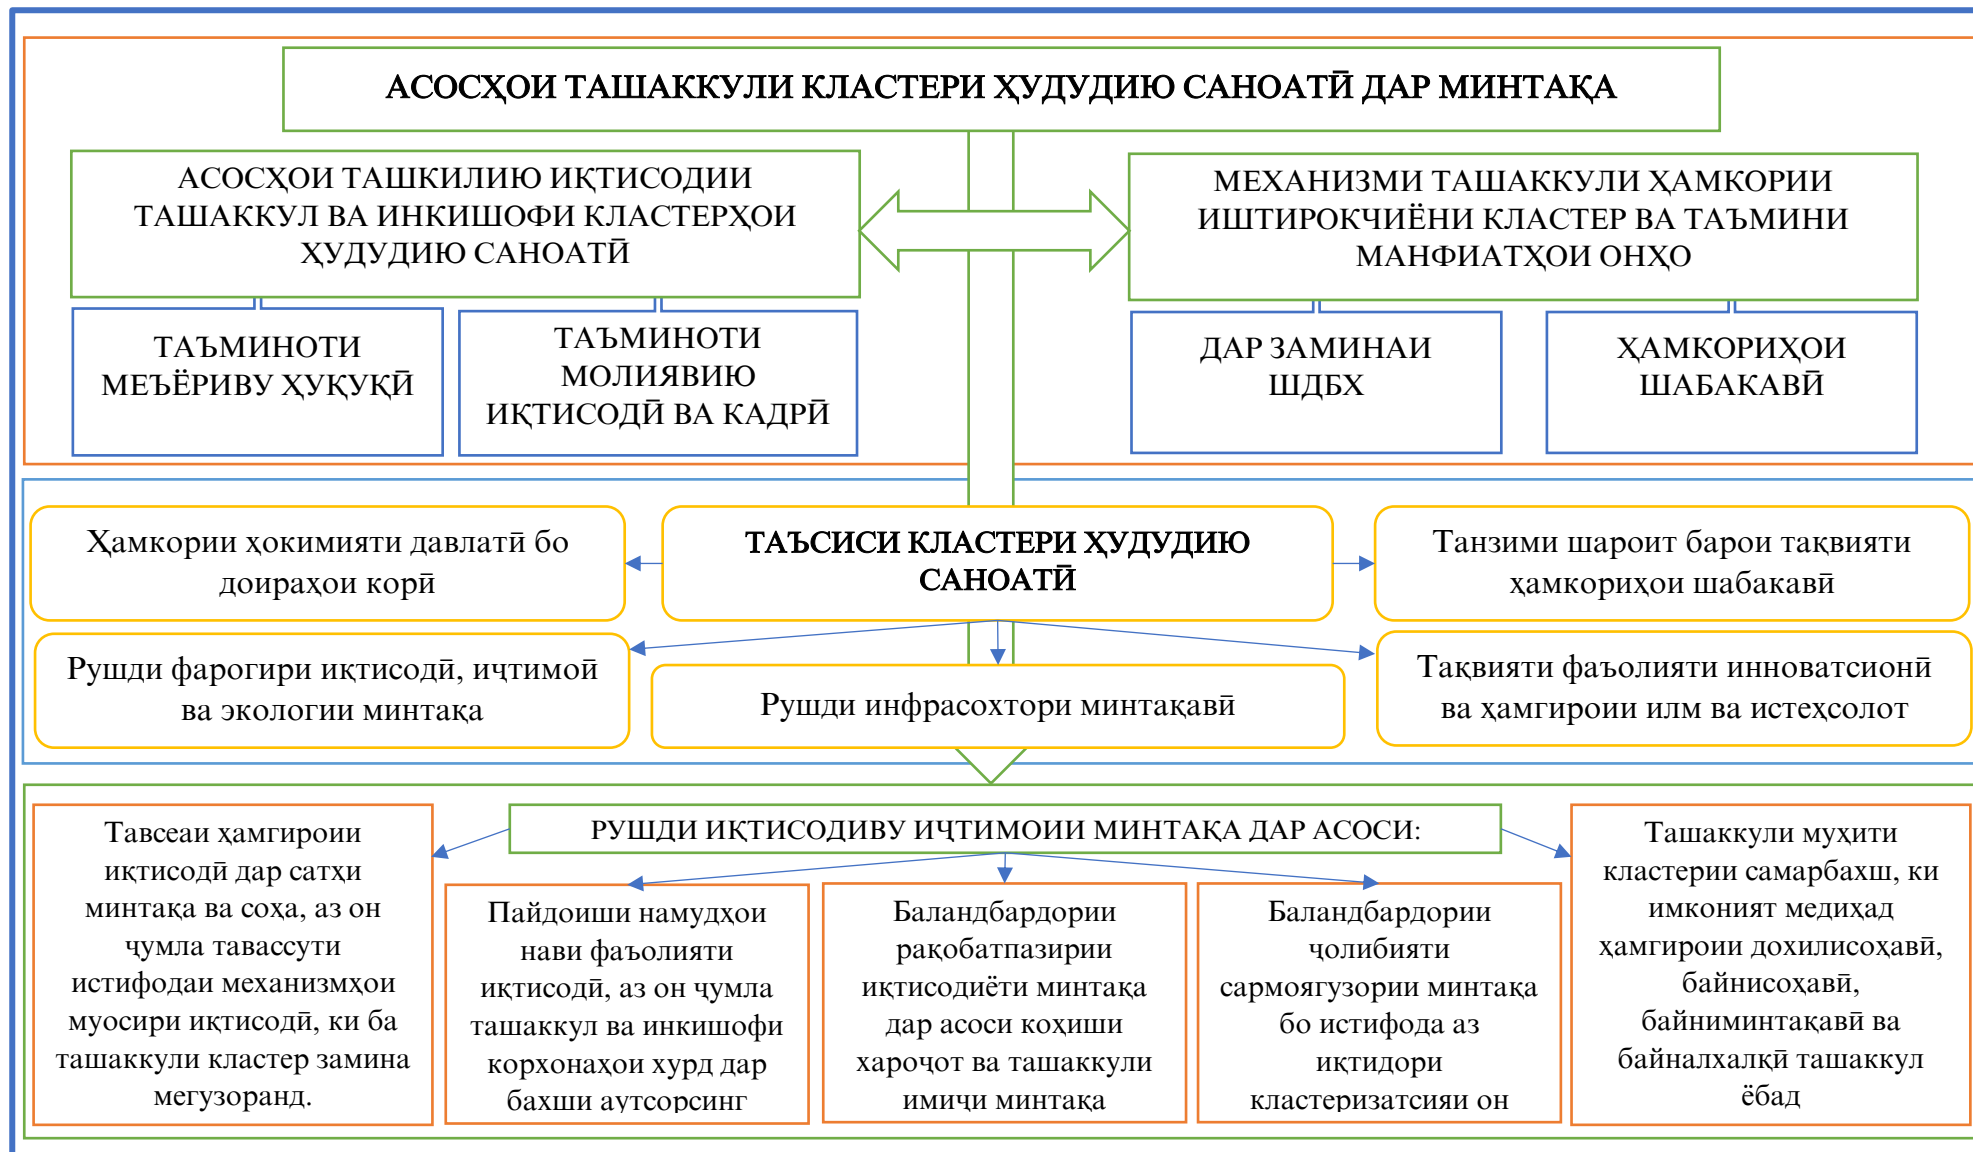 АСОСҲОИ ТАШАККУЛИ КЛАСТЕРИ ҲУДУДИЮ САНОАТӢ ДАР МИНТАҚА
АСОСҲОИ ТАШКИЛИЮ ИҚТИСОДИИ
ТАШАККУЛ ВА ИНКИШОФИ КЛАСТЕРҲОИ
ҲУДУДИЮ САНОАТӢ
МЕХАНИЗМИ ТАШАККУЛИ ҲАМКОРИИ
ИШТИРОКЧИЁНИ КЛАСТЕР ВА ТАЪМИНИ
МАНФИАТҲОИ ОНҲО
ТАЪМИНОТИ
МЕЪЁРИВУ ҲУҚУҚӢ
ТАЪМИНОТИ
МОЛИЯВИЮ
ИҚТИСОДӢ ВА КАДРӢ
ДАР ЗАМИНАИ
ШДБХ
ҲАМКОРИҲОИ
ШАБАКАВӢ
Ҳамкории ҳокимияти давлатӣ бо
доираҳои корӣ
ТАЪСИСИ КЛАСТЕРИ ҲУДУДИЮ
САНОАТӢ
Танзими шароит барои тақвияти
ҳамкориҳои шабакавӣ
Рушди фарогири иқтисодӣ, иҷтимоӣ
ва экологии минтақа
Рушди инфрасохтори минтақавӣ
Тақвияти фаъолияти инноватсионӣ
ва ҳамгироии илм ва истеҳсолот
РУШДИ ИҚТИСОДИВУ ИҶТИМОИИ МИНТАҚА ДАР АСОСИ:
Тавсеаи ҳамгироии
иқтисодӣ дар сатҳи
минтақа ва соҳа, аз он
ҷумла тавассути
истифодаи механизмҳои
муосири иқтисодӣ, ки ба
ташаккули кластер замина
мегузоранд.
Пайдоиши намудҳои
нави фаъолияти
иқтисодӣ, аз он ҷумла
ташаккул ва инкишофи
корхонаҳои хурд дар
бахши аутсорсинг
Баландбардории
рақобатпазирии
иқтисодиёти минтақа
дар асоси коҳиши
хароҷот ва ташаккули
имиҷи минтақа
Баландбардории
ҷолибияти
сармоягузории минтақа
бо истифода аз
иқтидори
кластеризатсияи он
Ташаккули муҳити
кластерии самарбахш, ки
имконият медиҳад
ҳамгироии дохилисоҳавӣ,
байнисоҳавӣ,
байниминтақавӣ ва
байналхалқӣ ташаккул
ёбад